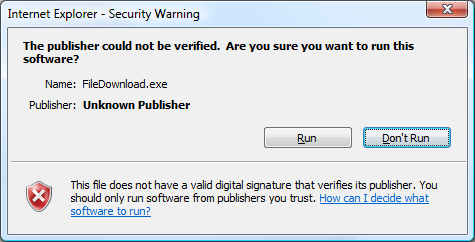 Internet Explorer - Security Warning
The publisher could not be verified.  Are you sure you want to run this
software?
Name: FileDownload.exe
Publisher: Unknown Publisher
Run
Don't Run
This file does not have a valid digital signature that verifies its publisher. You
should only run software from publishers you trust. How can I decide what
software to run?